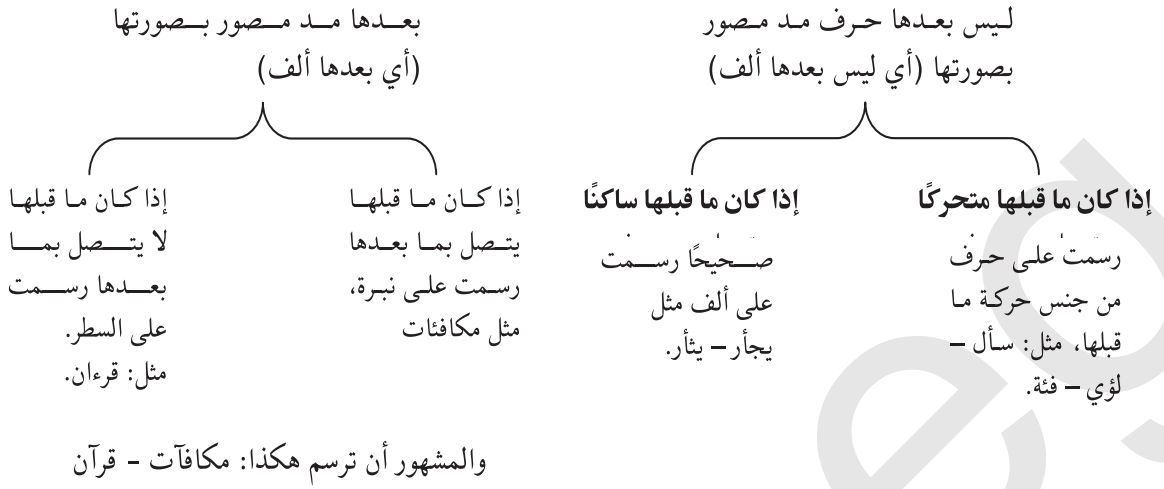 ليس بعدها حرف مد مصور
بصورتها (أي ليس بعدها ألف)
إذا كان ما قبلها متحركًا
رسمت على حرف
من جنس حركة ما
قبلها، مثل: سأل –
لؤي – فئة.
إذا كان ما قبلها ساكنًا
صحيحًا رسمت
على ألف مثل
يجأر – يثأر.
بعدها مد مصور بصورتها
(أي بعدها ألف)
إذا كان ما قبلها
يتصل بما بعدها
رسمت على نبرة،
مثل مكافئات
إذا كان ما قبلها
لا يتصل بما
بعدها رسمت
على السطر.
مثل: قرءان.
والمشهور أن ترسم هكذا: مكافآت - قرآن